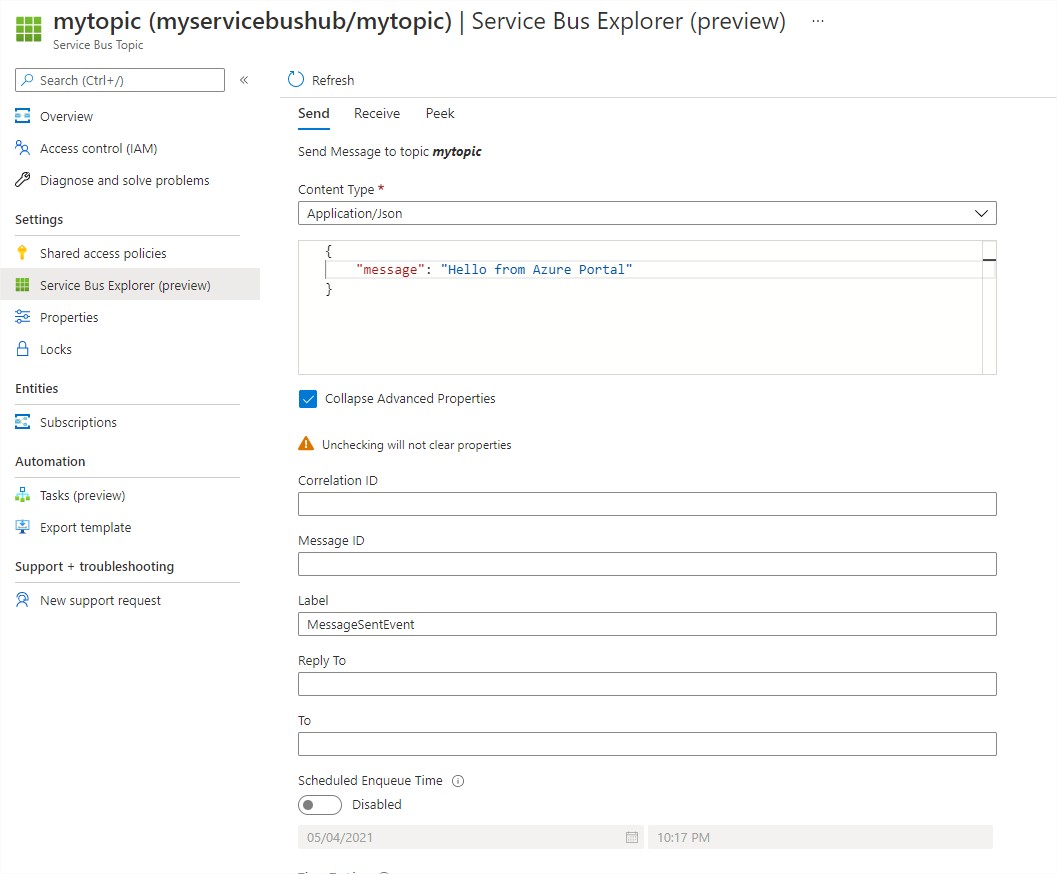 mytopic (myservicebushub/mytopic) | Service Bus Explorer (preview) ...
Service Bus Topic
Search (Ctrl+/)
«
Refresh
Overview
Access control (IAM)
Diagnose and solve problems
Settings
Shared access policies
Service Bus Explorer (preview)
Properties
Locks
Entities
Subscriptions
Automation
Tasks (preview)
Export template
Support + troubleshooting
New support request
Send Receive Peek
Send Message to topic mytopic
Content Type *
Application/Json
{
"message": "Hello from Azure Portal"
}
Collapse Advanced Properties
Unchecking will not clear properties
Correlation ID
Message ID
Label
MessageSentEvent
Reply To
To
Scheduled Enqueue Time
Disabled
05/04/2021 10:17 PM